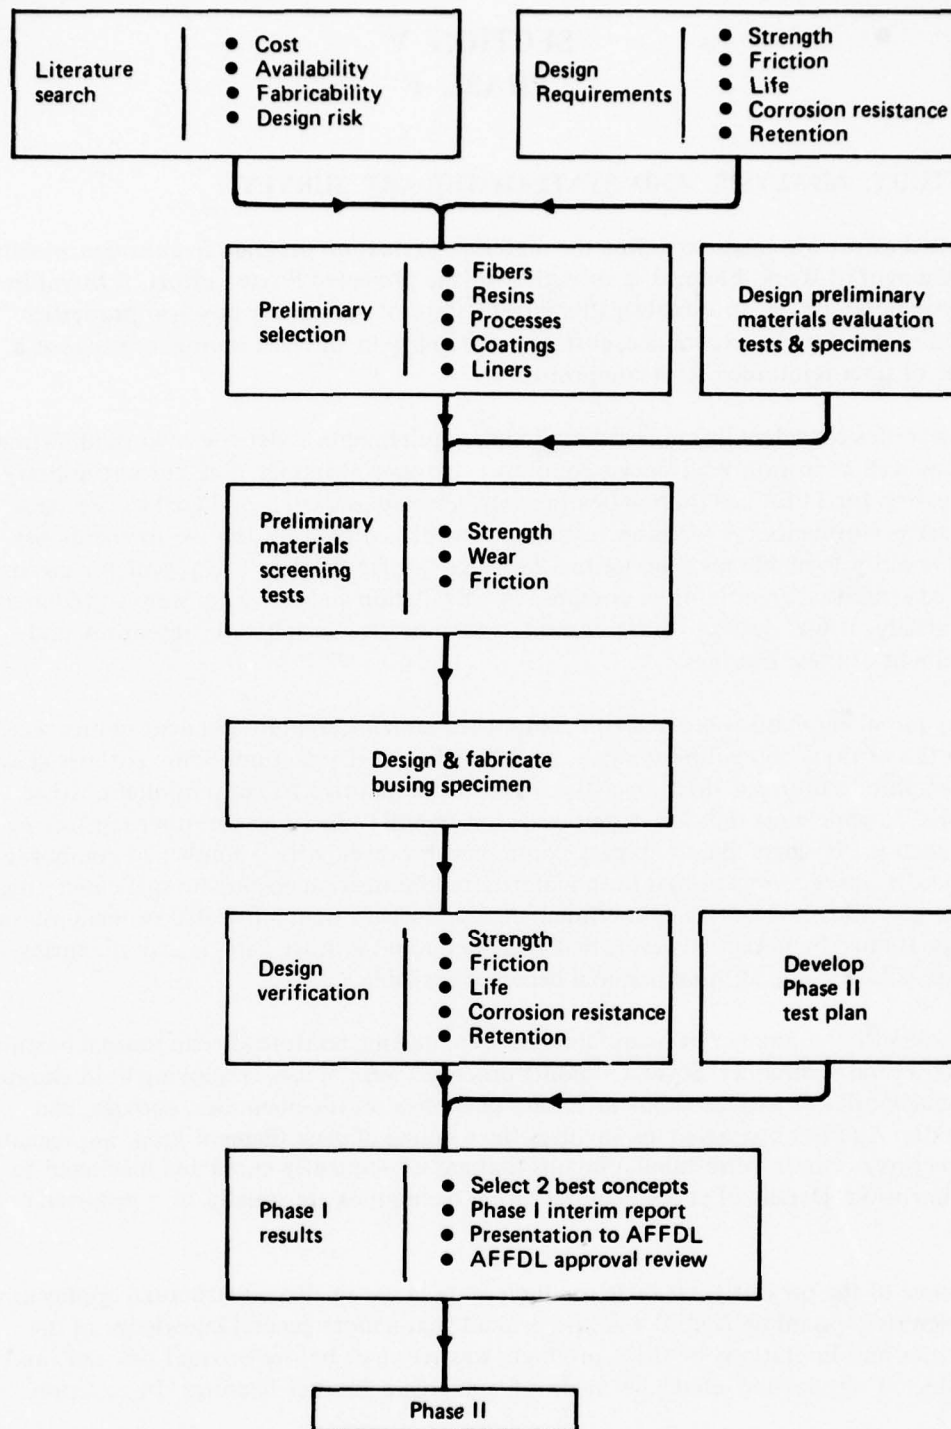 Literature
search
● Cost
● Availability
● Fabricability
● Design risk
Design
Requirements
● Strength
● Friction
● Life
● Corrosion resistance
● Retention
Preliminary
selection
● Fibers
● Resins
● Processes
● Coatings
● Liners
Design preliminary
materials evaluation
tests & specimens
Preliminary
materials
screening
tests
● Strength
● Wear
● Friction
Design & fabricate
busing specimen
Design
verification
● Strength
● Friction
● Life
● Corrosion resistance
● Retention
Develop
Phase II
test plan
Phase I
results
● Select 2 best concepts
● Phase I interim report
● Presentation to AFFDL
● AFFDL approval review
Phase II